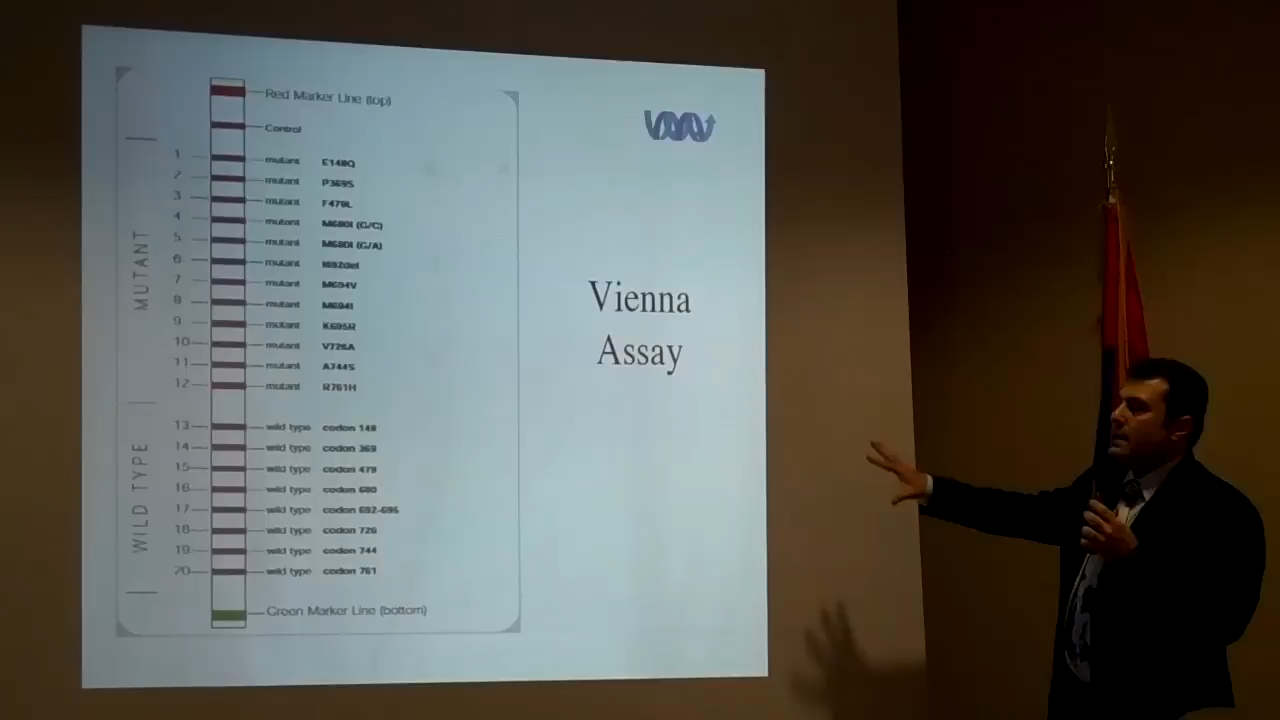 Red Marker Line (top)
Control
MUTANT
1 mutant E148Q
2 mutant P369S
3 mutant F479L
4 mutant M680I (G/C)
5 mutant M680I (G/A)
6 mutant I692del
7 mutant M694V
8 mutant M694I
9 mutant K695R
10 mutant V726A
11 mutant A744S
12 mutant R761H
WILD TYPE
13 wild type codon 148
14 wild type codon 369
15 wild type codon 479
16 wild type codon 680
17 wild type codon 692-695
18 wild type codon 726
19 wild type codon 744
20 wild type codon 761
Green Marker Line (bottom)
Vienna
Assay